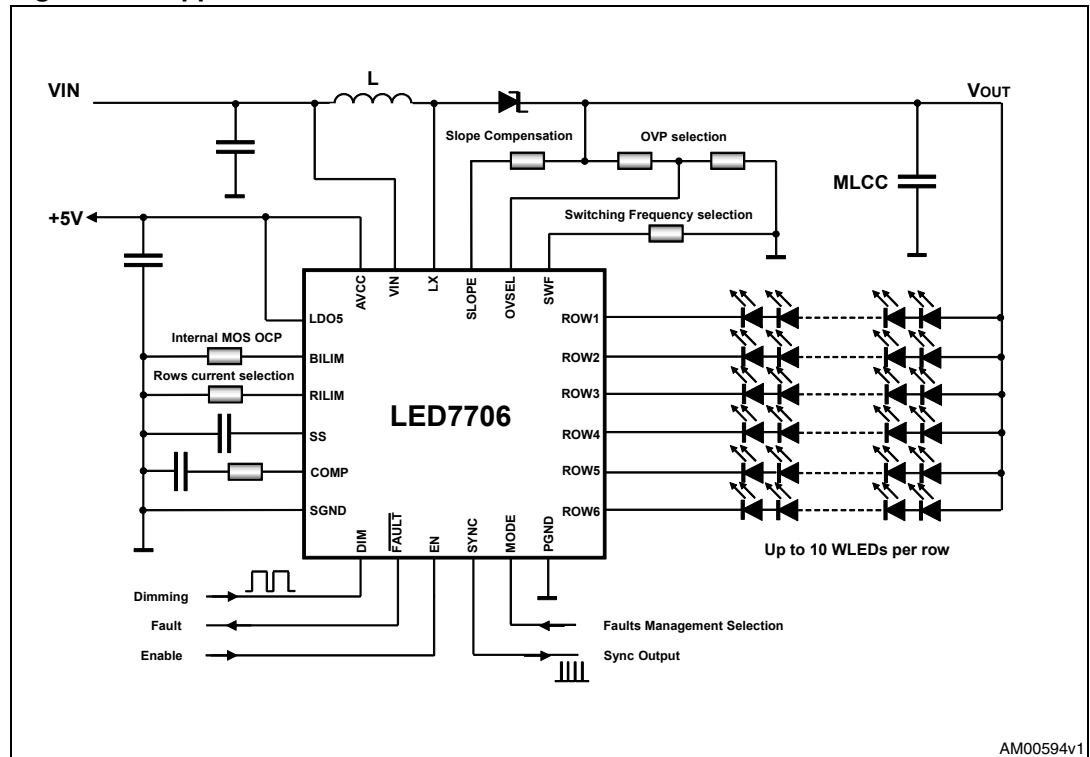 L
VIN
VOUT
Slope Compensation
OVP selection
MLCC
+5V
Switching Frequency selection
AVCC
VIN
LX
SLOPE
OVSEL
SWF
LDO5
ROW1
Internal MOS OCP
BILIM
ROW2
Rows current selection
RILIM
ROW3
LED7706
SS
ROW4
COMP
ROW5
SGND
ROW6
DIM
FAULT
EN
SYNC
MODE
PGND
Up to 10 WLEDs per row
Dimming
Fault
Faults Management Selection
Enable
Sync Output
AM00594v1